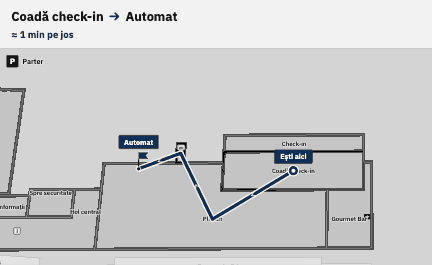 Coadă check-in → Automat
≈ 1 min pe jos
P Parter
Automat
Check-in
Ești aici
Spre securitate
Hol central
Gourmet Bar